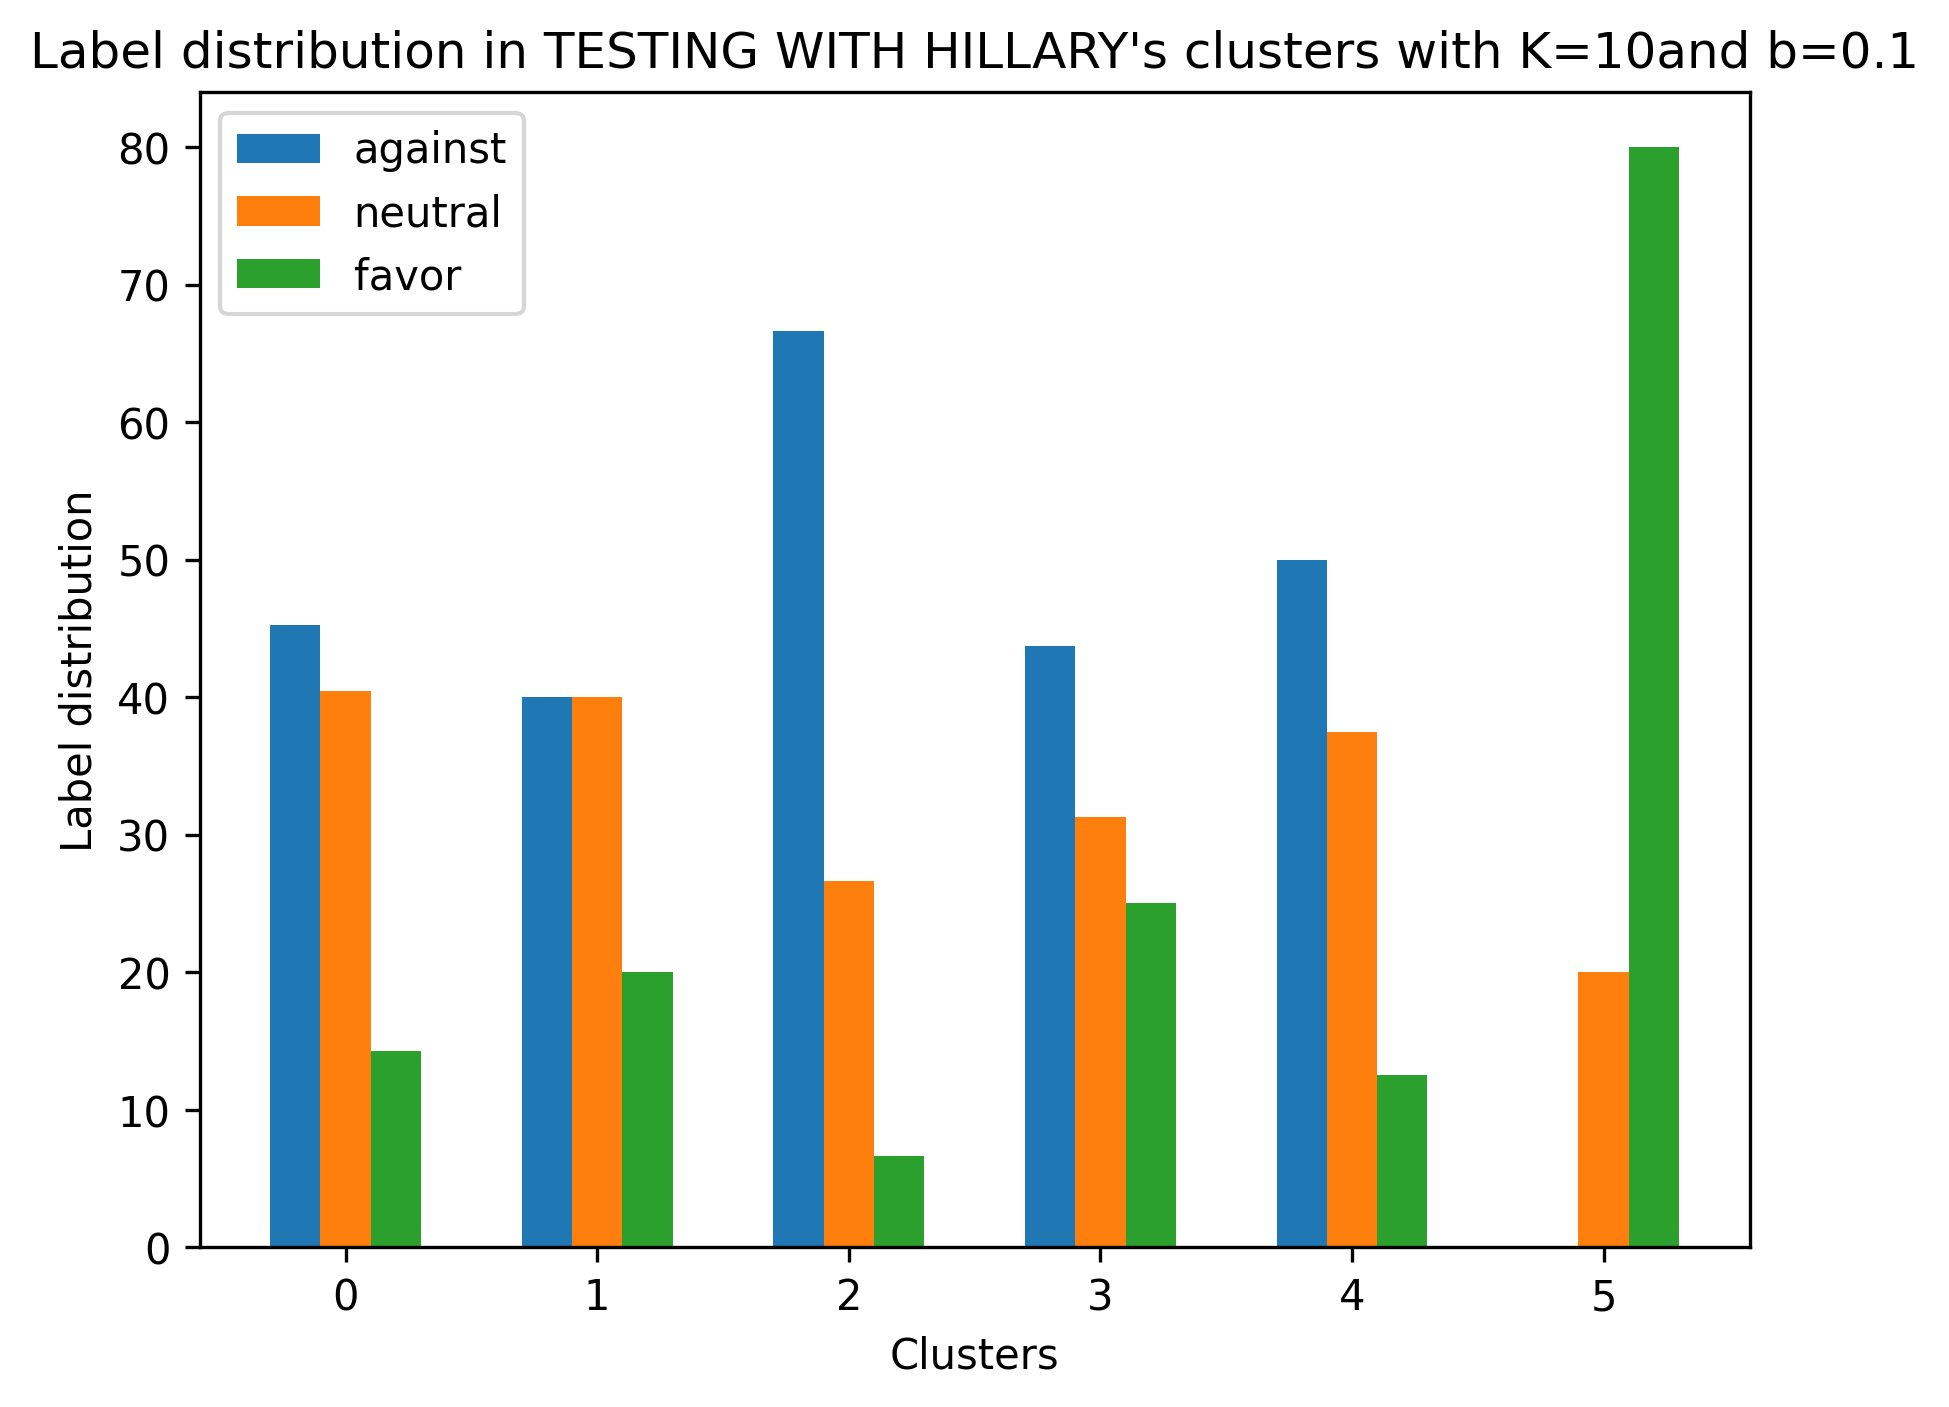 Label distribution in TESTING WITH HILLARY's clusters with K=10and b=0.1
against
neutral
favor
80
70
60
50
40
30
20
10
0
Label distribution
0 1 2 3 4 5
Clusters